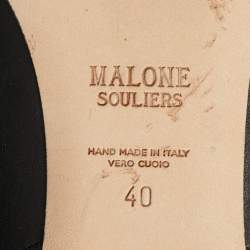 MALONE
SOULIERS
HAND MADE IN ITALY
VERO CUOIO
40